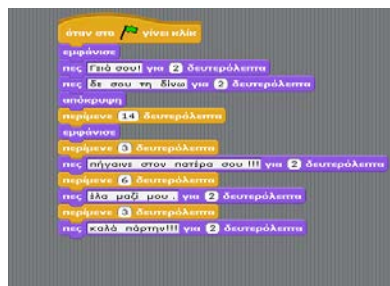 όταν στο γίνει κλικ
εμφάνισε
πες Γειά σου! για 2 δευτερόλεπτα
πες δε σου τη δίνω για 2 δευτερόλεπτα
απόκρυψη
περίμενε 14 δευτερόλεπτα
εμφάνισε
περίμενε 3 δευτερόλεπτα
πες πήγαινε στον πατέρα σου !!! για 2 δευτερόλεπτα
περίμενε 6 δευτερόλεπτα
πες έλα μαζί μου . για 2 δευτερόλεπτα
περίμενε 3 δευτερόλεπτα
πες καλά πάρτην!!! για 2 δευτερόλεπτα